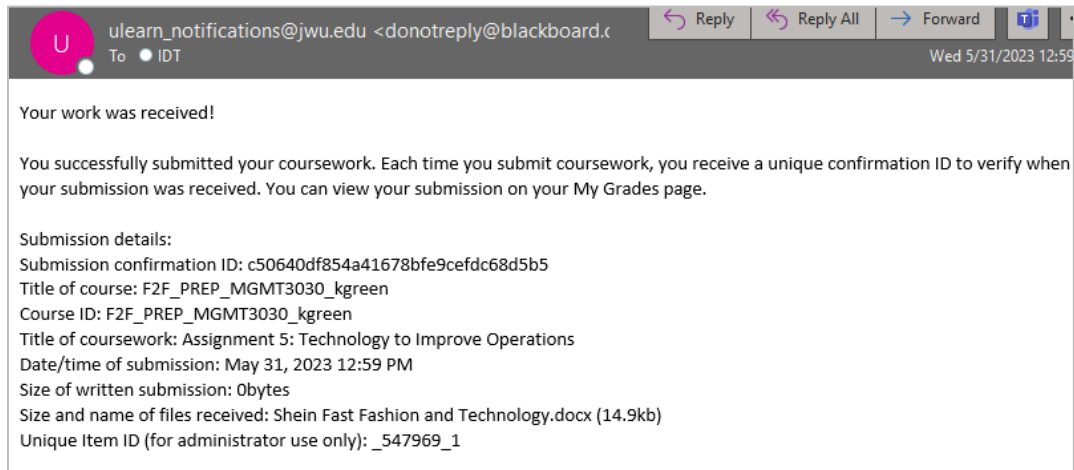 U
ulearn_notifications@jwu.edu <donotreply@blackboard.c
Reply
Reply All
Forward
To IDT
Wed 5/31/2023 12:59
Your work was received!
You successfully submitted your coursework. Each time you submit coursework, you receive a unique confirmation ID to verify when
your submission was received. You can view your submission on your My Grades page.
Submission details:
Submission confirmation ID: c50640df854a41678bfe9cefdc68d5b5
Title of course: F2F_PREP_MGMT3030_kgreen
Course ID: F2F_PREP_MGMT3030_kgreen
Title of coursework: Assignment 5: Technology to Improve Operations
Date/time of submission: May 31, 2023 12:59 PM
Size of written submission: 0bytes
Size and name of files received: Shein Fast Fashion and Technology.docx (14.9kb)
Unique Item ID (for administrator use only): _547969_1